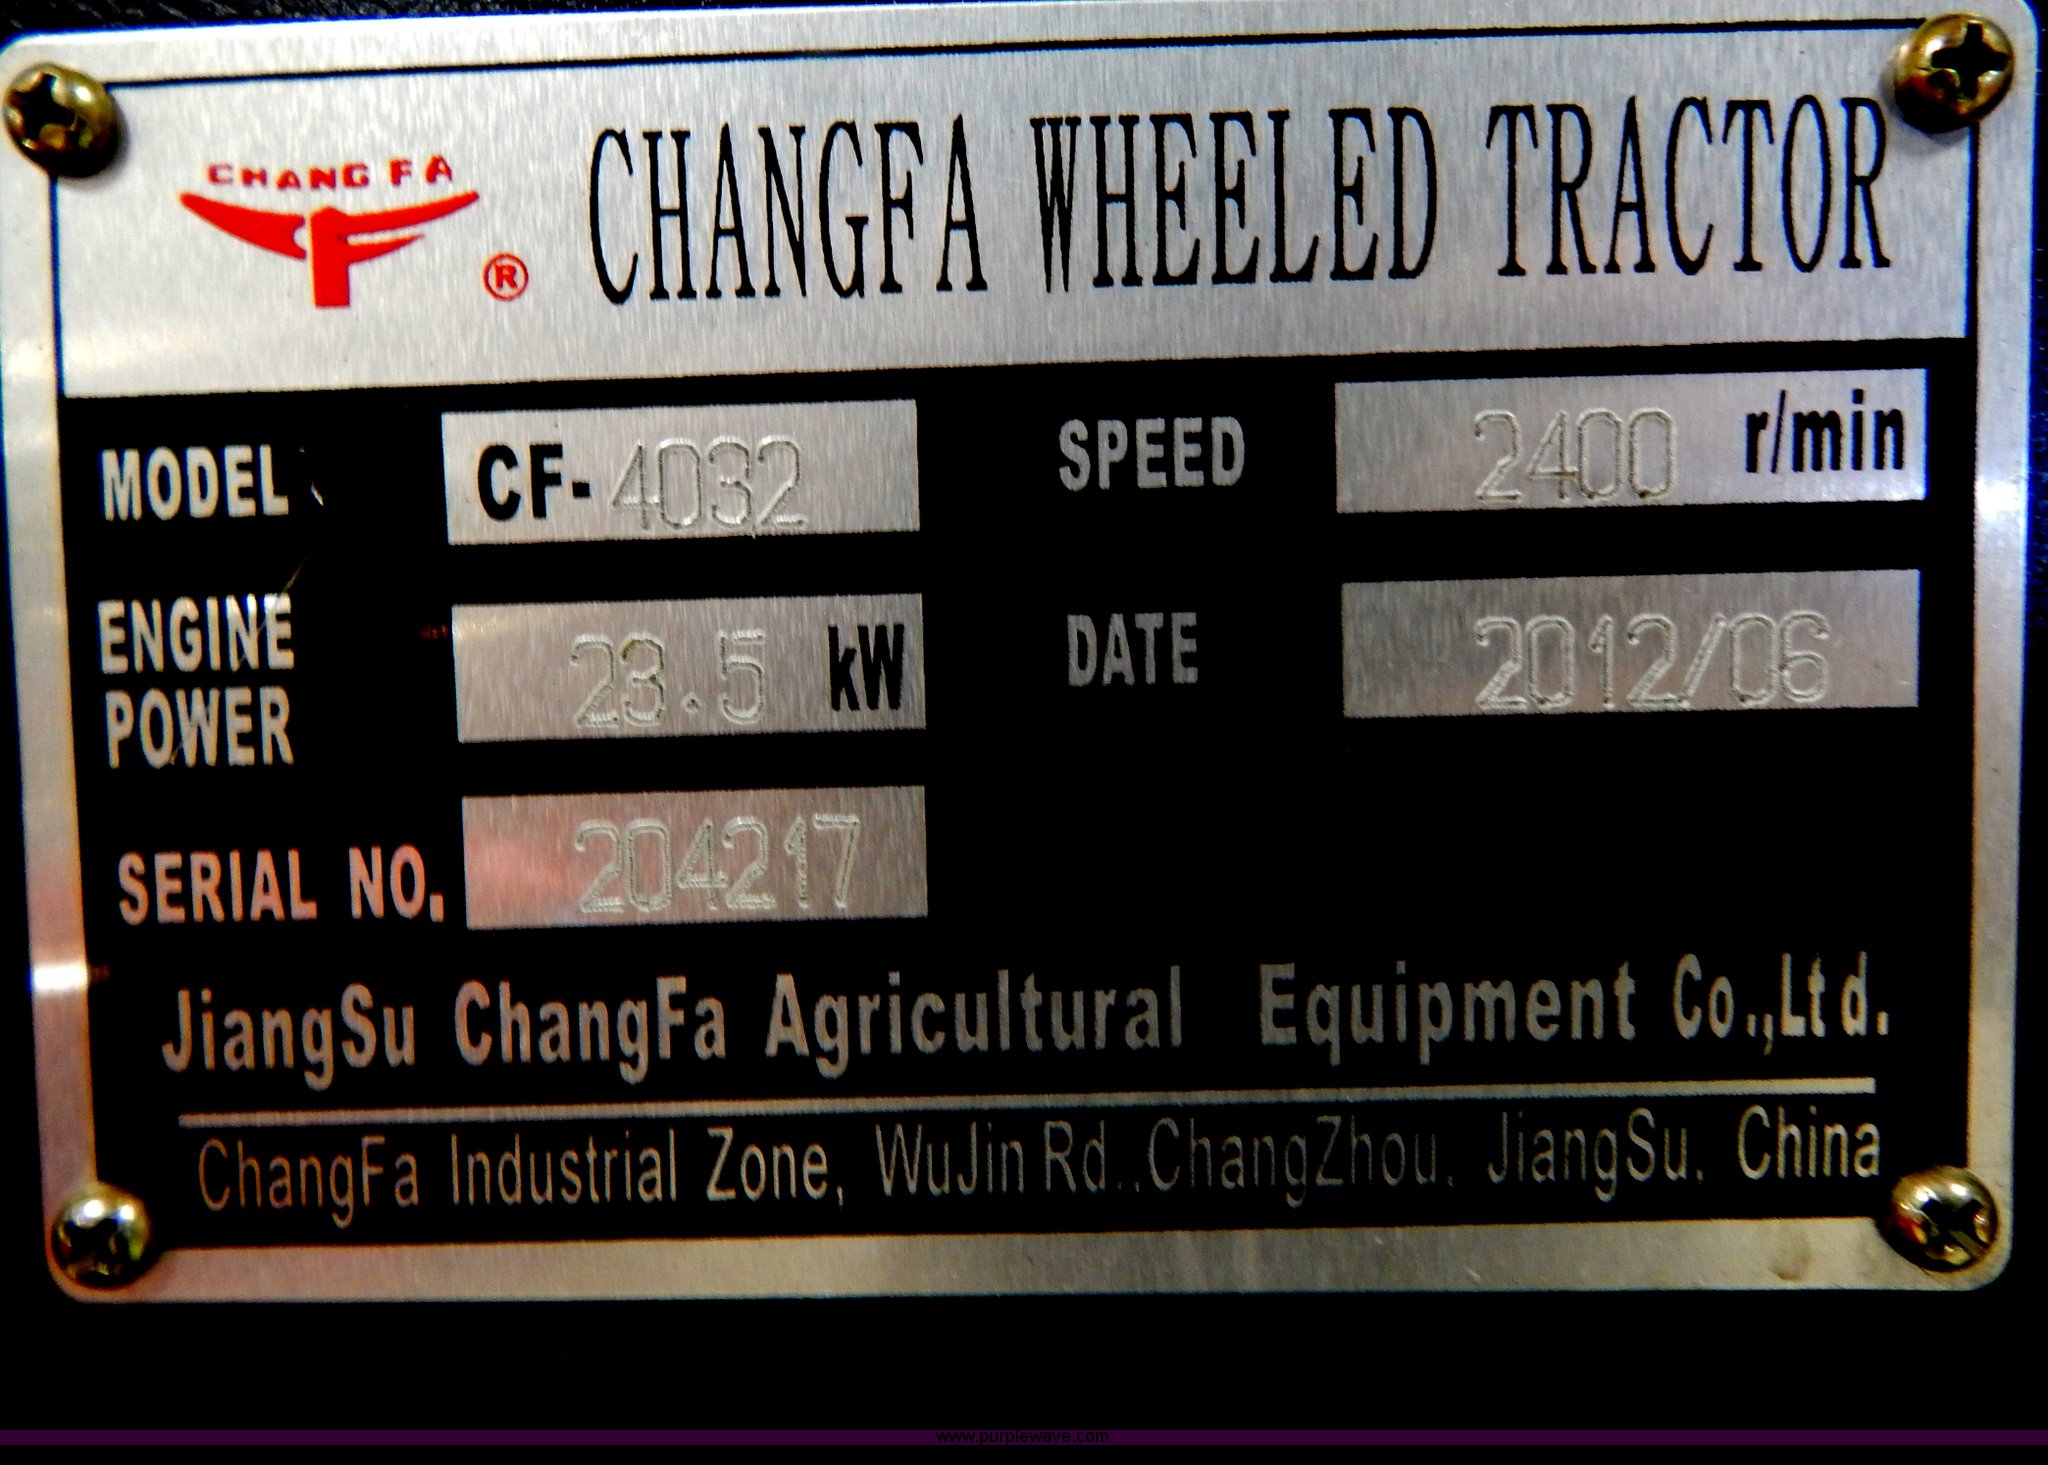 CHANG FA
® CHANGFA WHEELED TRACTOR
MODEL CF-4032 SPEED 2400 r/min
ENGINE POWER 23.5 kW DATE 2012/06
SERIAL NO. 204217
JiangSu ChangFa Agricultural Equipment Co.,Ltd.
ChangFa Industrial Zone, WuJin Rd.,ChangZhou, JiangSu, China
www.purplewave.com